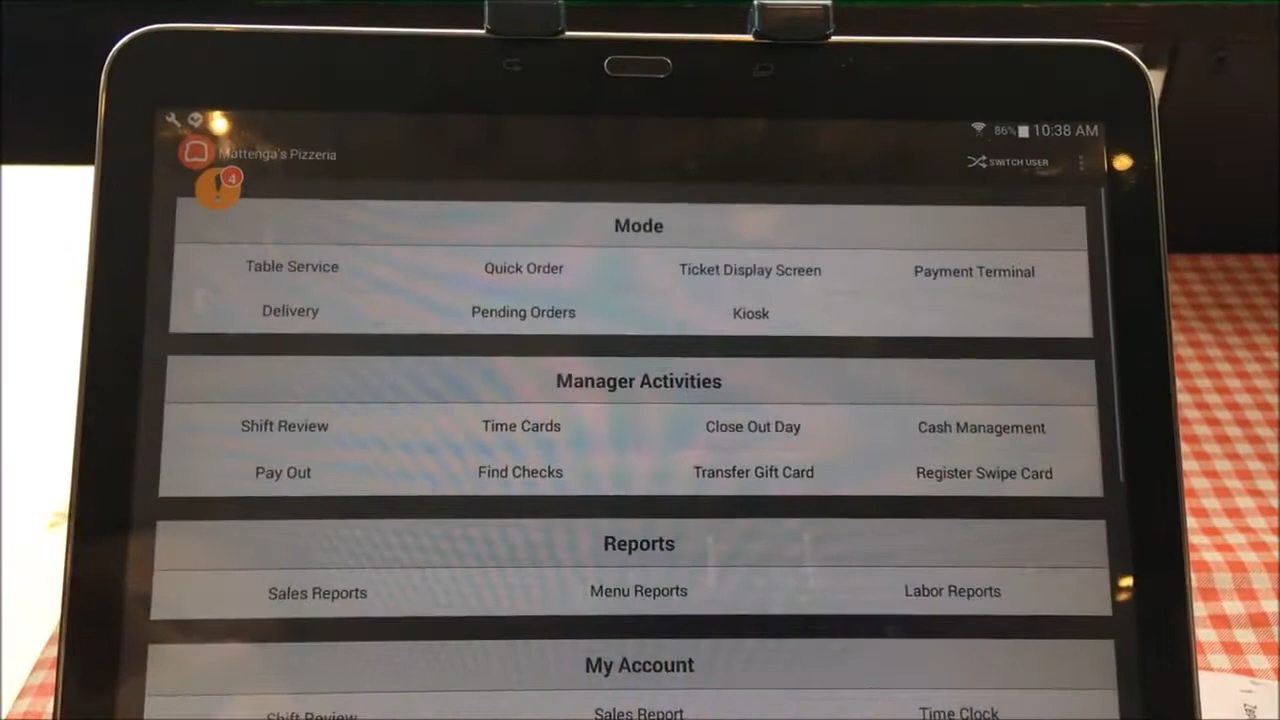 86% 10:38 AM
Mattenga's Pizzeria
SWITCH USER
4
Mode
Table Service Quick Order Ticket Display Screen Payment Terminal
Delivery Pending Orders Kiosk
Manager Activities
Shift Review Time Cards Close Out Day Cash Management
Pay Out Find Checks Transfer Gift Card Register Swipe Card
Reports
Sales Reports Menu Reports Labor Reports
My Account
Shift Review Sales Report Time Clock